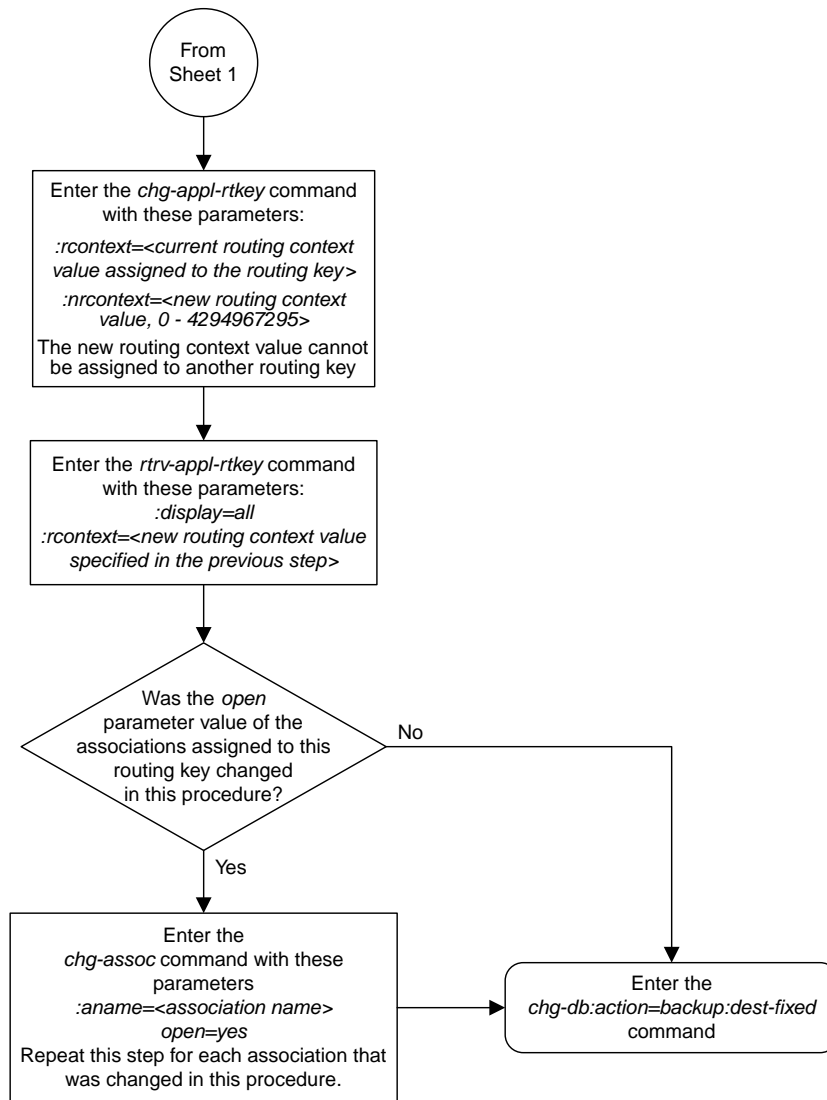 From
Sheet 1
Enter the chg-appl-rtkey command
with these parameters:
:rcontext=<current routing context
value assigned to the routing key>
:nrcontext=<new routing context
value, 0 - 4294967295>
The new routing context value cannot
be assigned to another routing key
Enter the rtrv-appl-rtkey command
with these parameters:
:display=all
:rcontext=<new routing context value
specified in the previous step>
Was the open
parameter value of the
associations assigned to this
routing key changed
in this procedure?
No
Yes
Enter the
chg-assoc command with these
parameters
:aname=<association name>
open=yes
Repeat this step for each association that
was changed in this procedure.
Enter the
chg-db:action=backup:dest-fixed
command